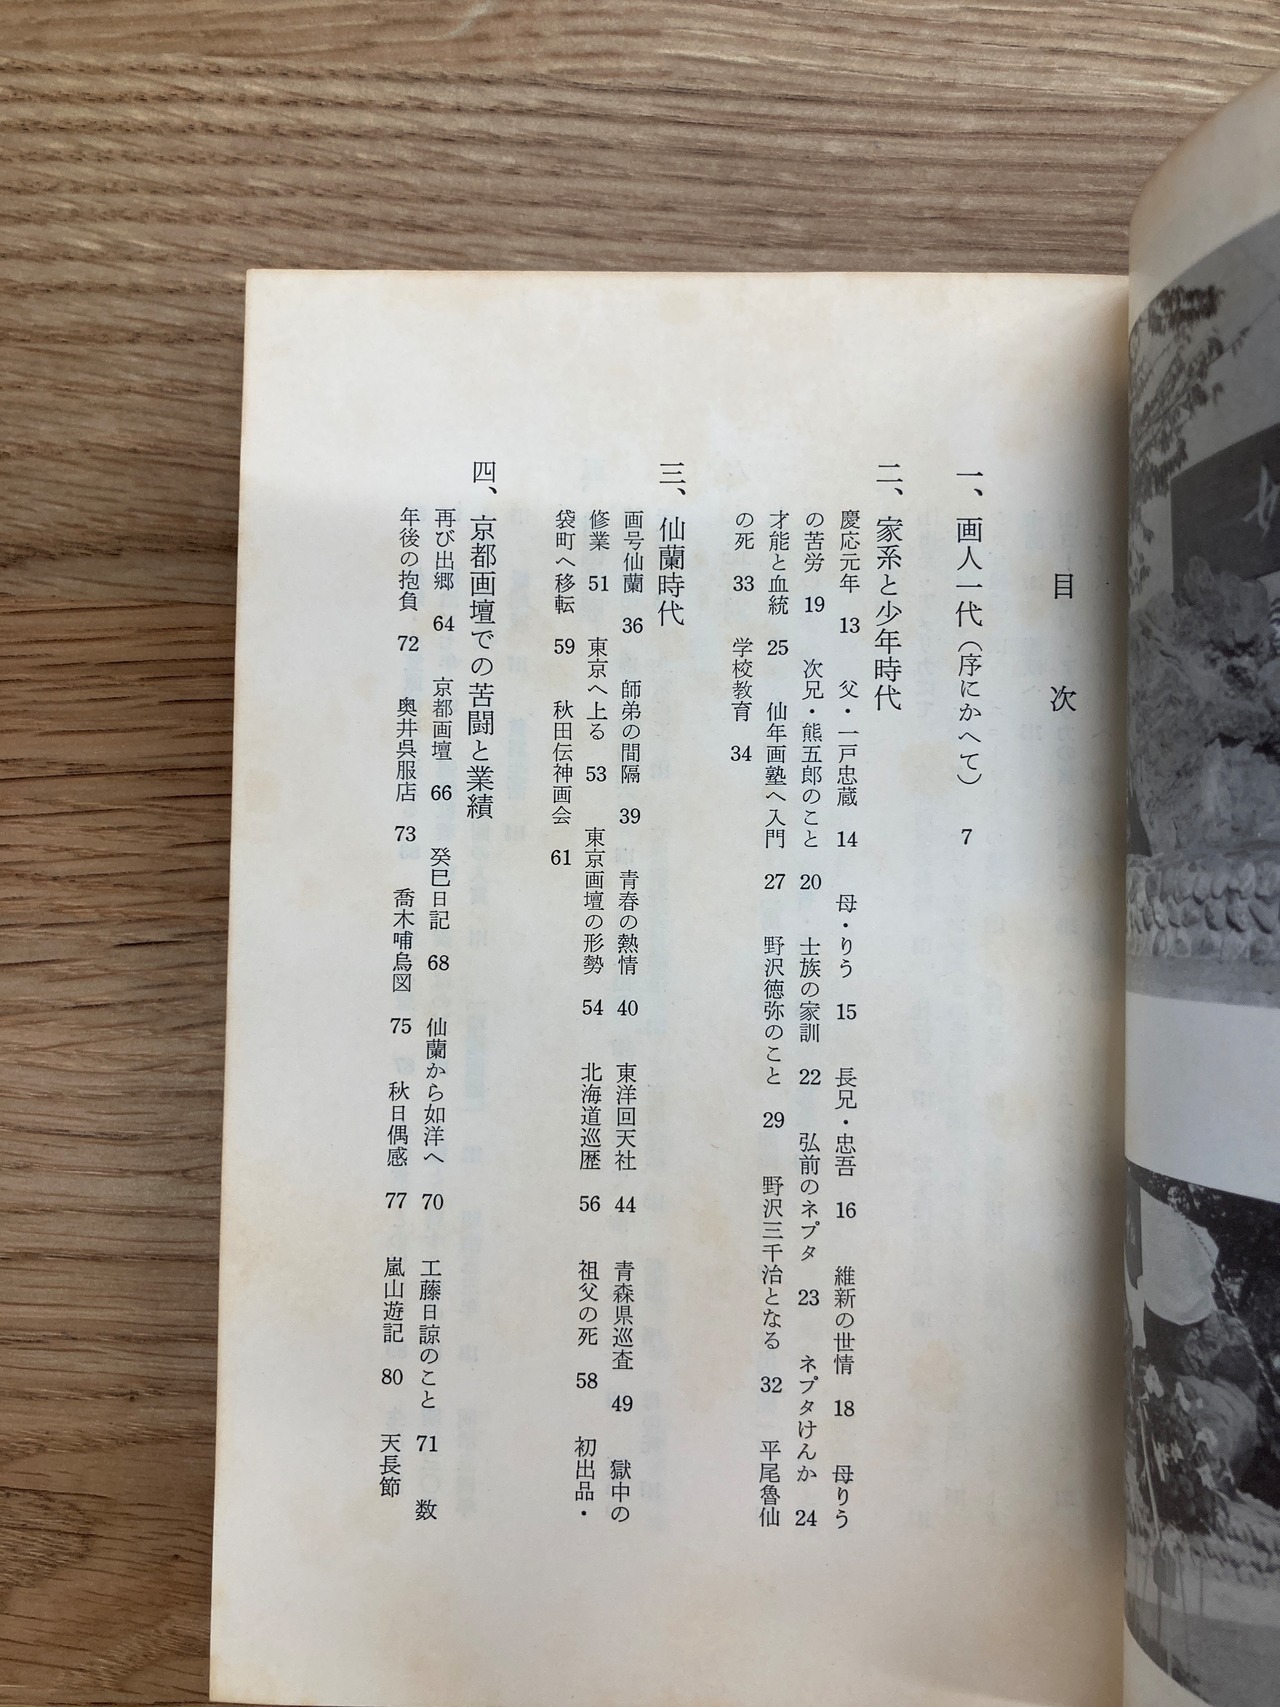 目次
一、画人一代（序にかへて） 7
二、家系と少年時代
慶応元年 13 父・一戸忠蔵 14 母・りう 15 長兄・忠吾 16 維新の世情 18 母りう
の苦労 19 次兄・熊五郎のこと 20 士族の家訓 22 弘前のネプタ 23 ネプタけんか 24
才能と血統 25 仙年画塾へ入門 27 野沢徳弥のこと 29 野沢三千治となる 32 平尾魯仙
の死 33 学校教育 34
三、仙蘭時代
画号仙蘭 36 師弟の間隔 39 青春の熱情 40 東洋回天社 44 青森県巡査 49 獄中の
修業 51 東京へ上る 53 東京画壇の形勢 54 北海道巡歴 56 祖父の死 58 初出品・
袋町へ移転 59 秋田伝神画会 61
四、京都画壇での苦闘と業績
再び出郷 64 京都画壇 66 癸巳日記 68 仙蘭から如洋へ 70 工藤日諒のこと 71 数
年後の抱負 72 奥井呉服店 73 喬木哺烏図 75 秋日偶感 77 嵐山遊記 80 天長節